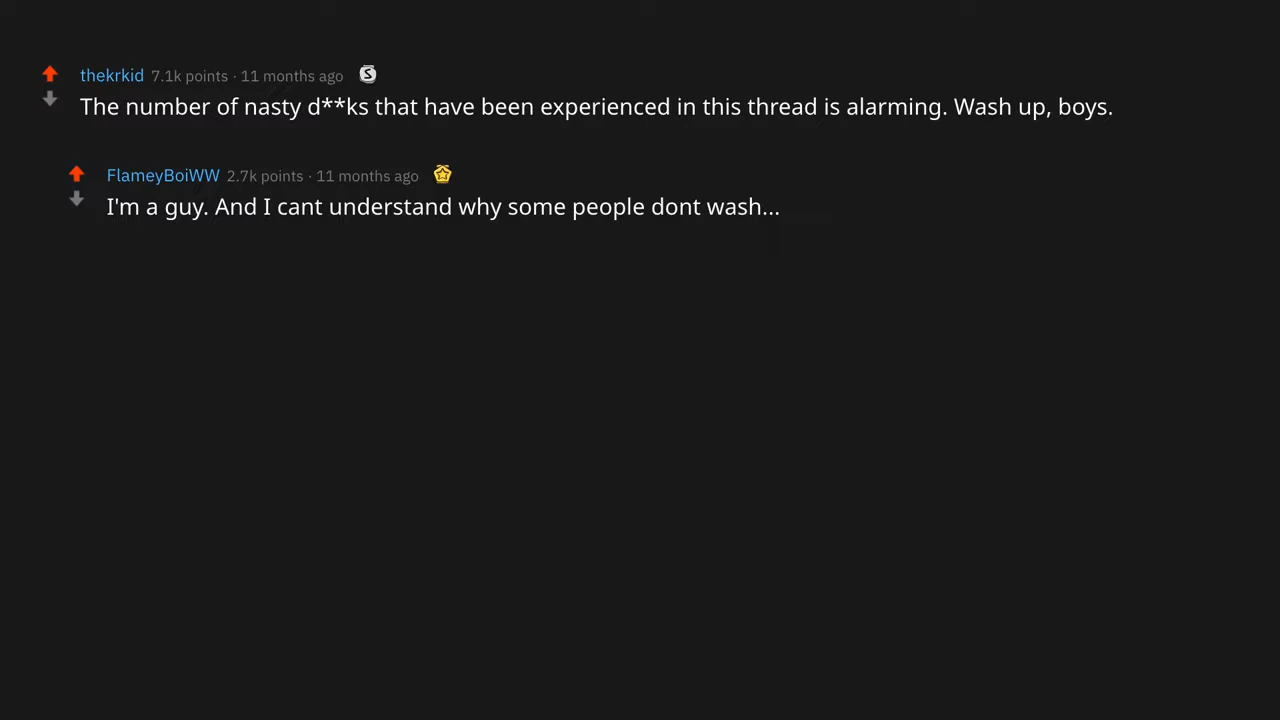 thekrkid 7.1k points · 11 months ago
The number of nasty d**ks that have been experienced in this thread is alarming. Wash up, boys.
FlameyBoiWW 2.7k points · 11 months ago
I'm a guy. And I cant understand why some people dont wash...